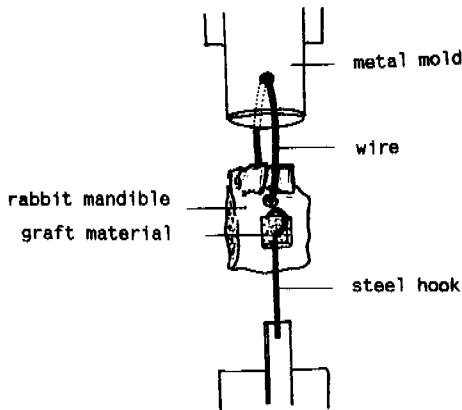 metal mold
wire
rabbit mandible
graft material
steel hook